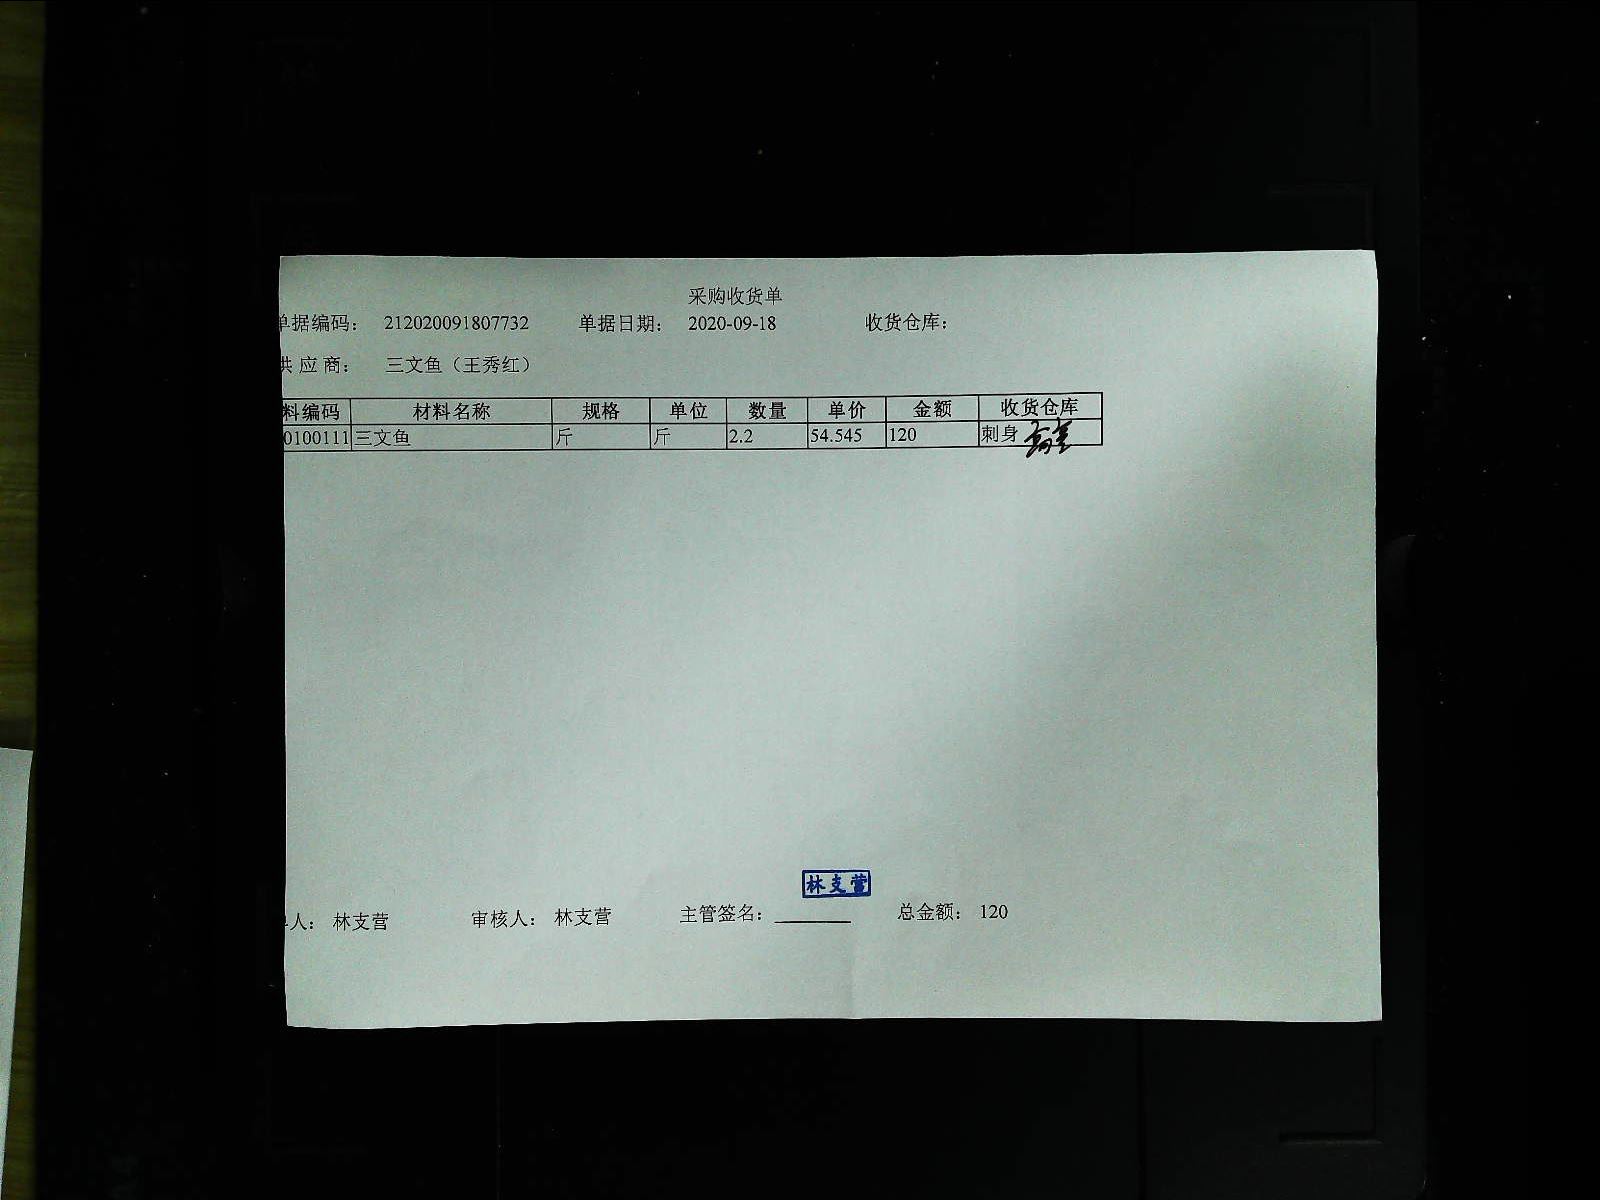 采购收货单
单据编码： 212020091807732 单据日期： 2020-09-18 收货仓库：
供应商： 三文鱼（王秀红）
料编码 材料名称 规格 单位 数量 单价 金额 收货仓库
0100111 三文鱼 斤 斤 2.2 54.545 120 刺身
林支营
人： 林支营 审核人： 林支营 主管签名： 总金额： 120